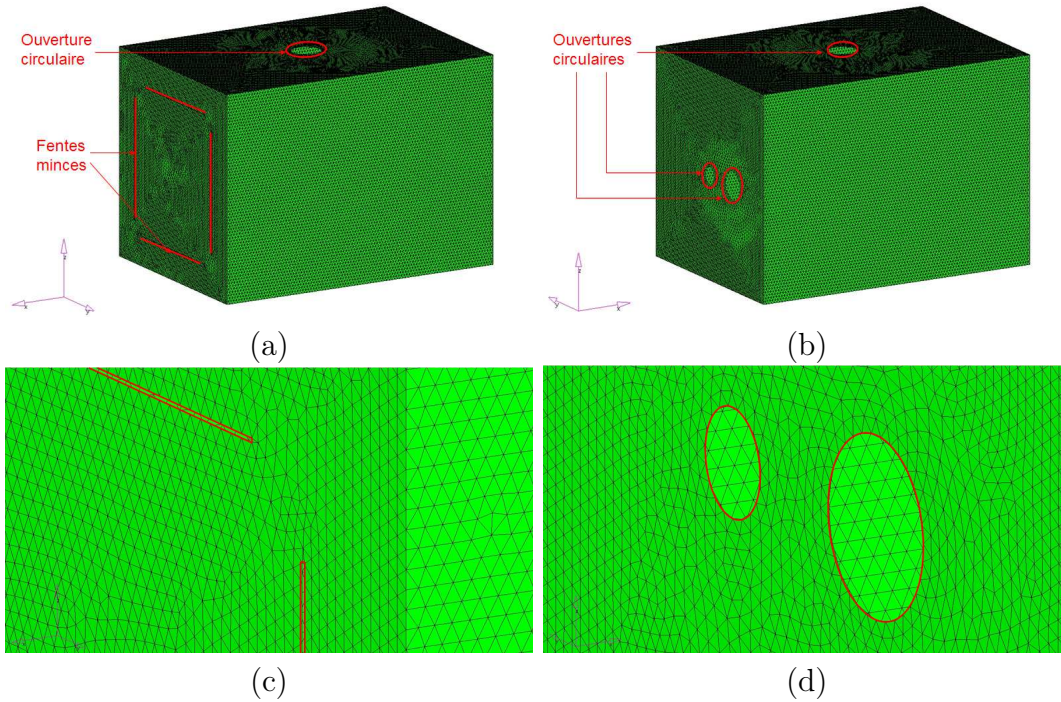 Ouverture
circulaire
Fentes
minces
z
x
y
(a)
Ouvertures
circulaires
z
y
x
(b)
(c)
(d)